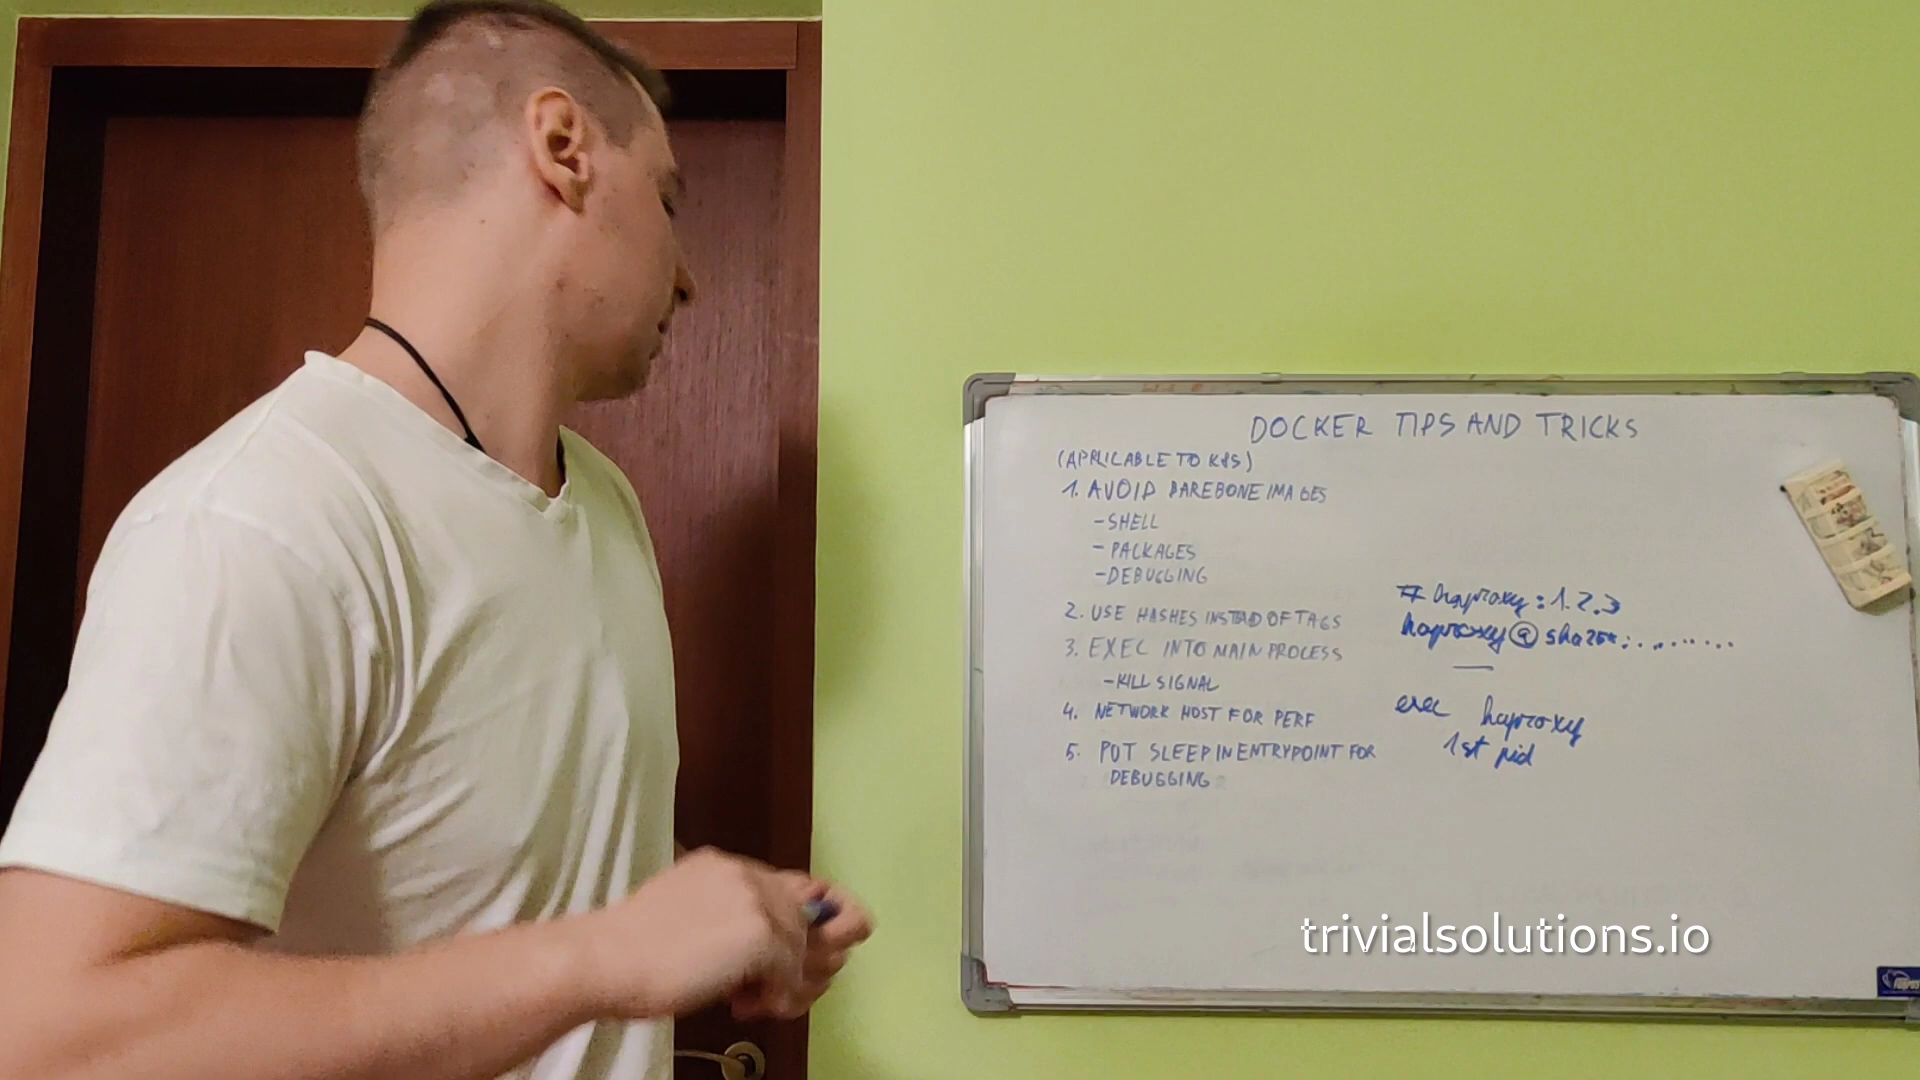 DOCKER TIPS AND TRICKS
(APPLICABLE TO K8S)
1. AVOID BAREBONE IMAGES
- SHELL
- PACKAGES
- DEBUGGING
2. USE HASHES INSTEAD OF TAGS
# haproxy:1.2.3
haproxy@sha256:.........
3. EXEC INTO MAIN PROCESS
- KILL SIGNAL
exec haproxy
1st pid
4. NETWORK HOST FOR PERF
5. PUT SLEEP IN ENTRYPOINT FOR
DEBUGGING
trivialsolutions.io